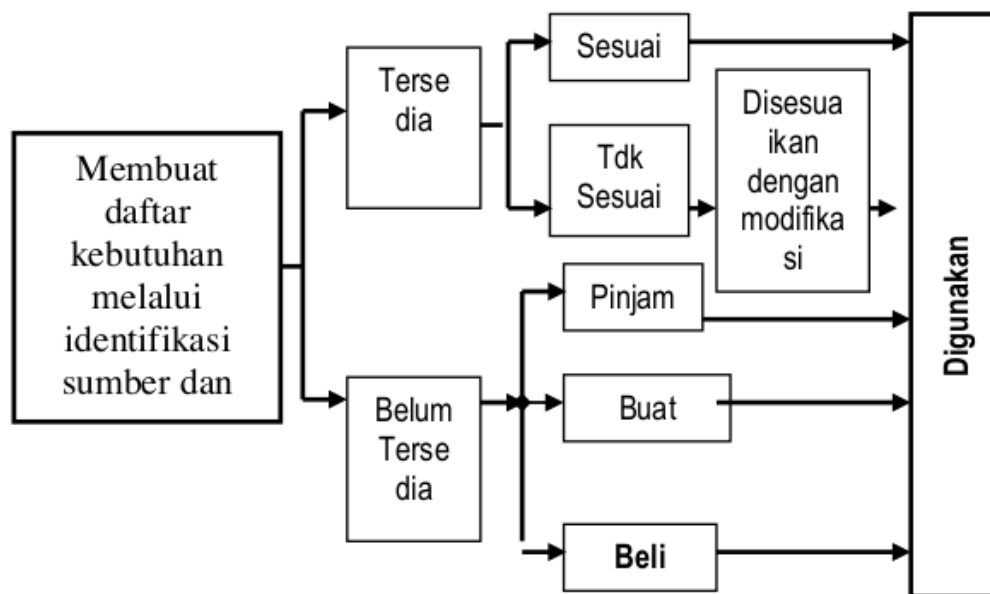 Membuat
daftar
kebutuhan
melalui
identifikasi
sumber dan
Terse
dia
Belum
Terse
dia
Sesuai
Tdk
Sesuai
Disesua
ikan
dengan
modifika
si
Pinjam
Buat
Beli
Digunakan